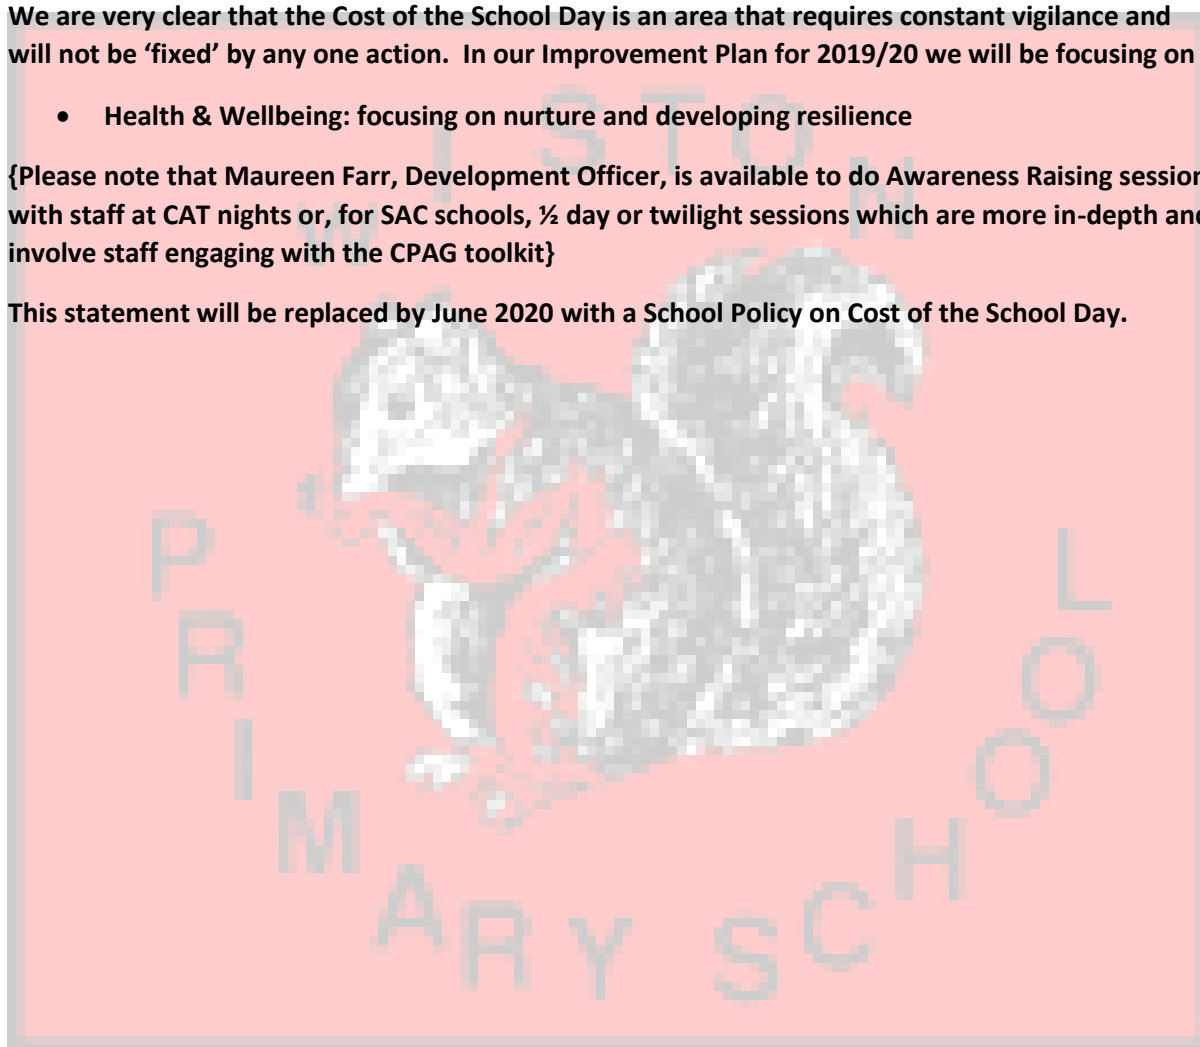 We are very clear that the Cost of the School Day is an area that requires constant vigilance and
will not be ‘fixed’ by any one action. In our Improvement Plan for 2019/20 we will be focusing on
• Health & Wellbeing: focusing on nurture and developing resilience
{Please note that Maureen Farr, Development Officer, is available to do Awareness Raising session
with staff at CAT nights or, for SAC schools, ½ day or twilight sessions which are more in-depth and
involve staff engaging with the CPAG toolkit}
This statement will be replaced by June 2020 with a School Policy on Cost of the School Day.
WISTON
PRIMARY SCHOOL